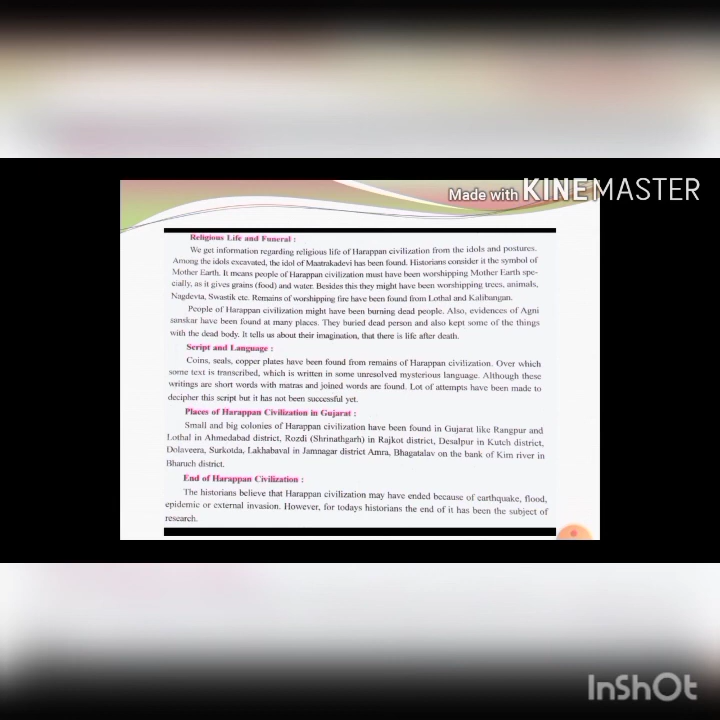 Made with KINEMASTER
Religious Life and Funeral :
We get information regarding religious life of Harappan civilization from the idols and postures.
Among the idols excavated, the idol of Maatrakadevi has been found. Historians consider it the symbol of
Mother Earth. It means people of Harappan civilization must have been worshipping Mother Earth spe-
cially, as it gives grains (food) and water. Besides this they might have been worshipping trees, animals,
Nagdevta, Swastik etc. Remains of worshipping fire have been found from Lothal and Kalibangan.
People of Harappan civilization might have been burning dead people. Also, evidences of Agni
sanskar have been found at many places. They buried dead person and also kept some of the things
with the dead body. It tells us about their imagination, that there is life after death.
Script and Language :
Coins, seals, copper plates have been found from remains of Harappan civilization. Over which
some text is transcribed, which is written in some unresolved mysterious language. Although these
writings are short words with matras and joined words are found. Lot of attempts have been made to
decipher this script but it has not been successful yet.
Places of Harappan Civilization in Gujarat :
Small and big colonies of Harappan civilization have been found in Gujarat like Rangpur and
Lothal in Ahmedabad district, Rozdi (Shrinathgarh) in Rajkot district, Desalpur in Kutch district,
Dolaveera, Surkotda, Lakhabaval in Jamnagar district Amra, Bhagatalav on the bank of Kim river in
Bharuch district.
End of Harappan Civilization :
The historians believe that Harappan civilization may have ended because of earthquake, flood,
epidemic or external invasion. However, for todays historians the end of it has been the subject of
research.
InShOt